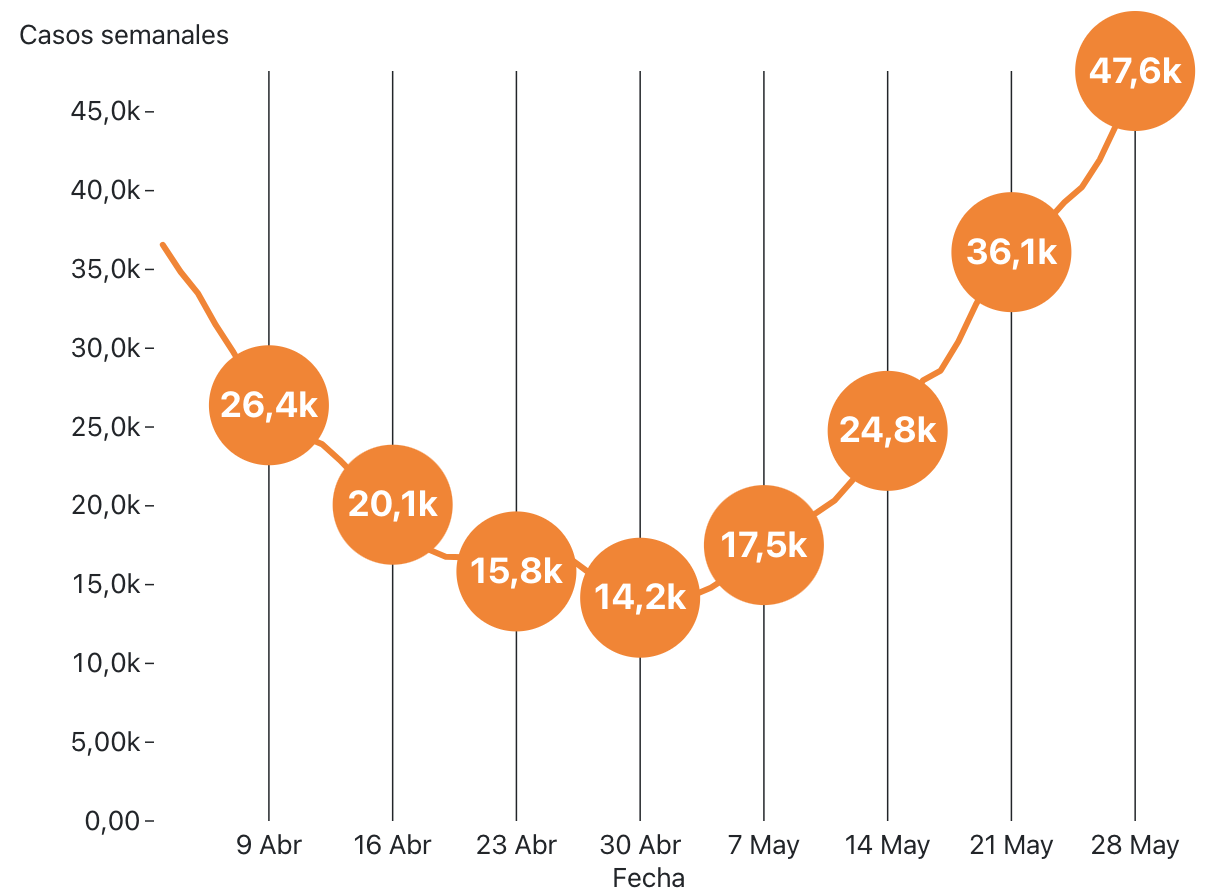 Casos semanales
47,6k
45,0k
40,0k
36,1k
35,0k
30,0k
26,4k
25,0k
24,8k
20,1k
20,0k
17,5k
15,8k
15,0k
14,2k
10,0k
5,00k
0,00
9 Abr 16 Abr 23 Abr 30 Abr 7 May 14 May 21 May 28 May
Fecha